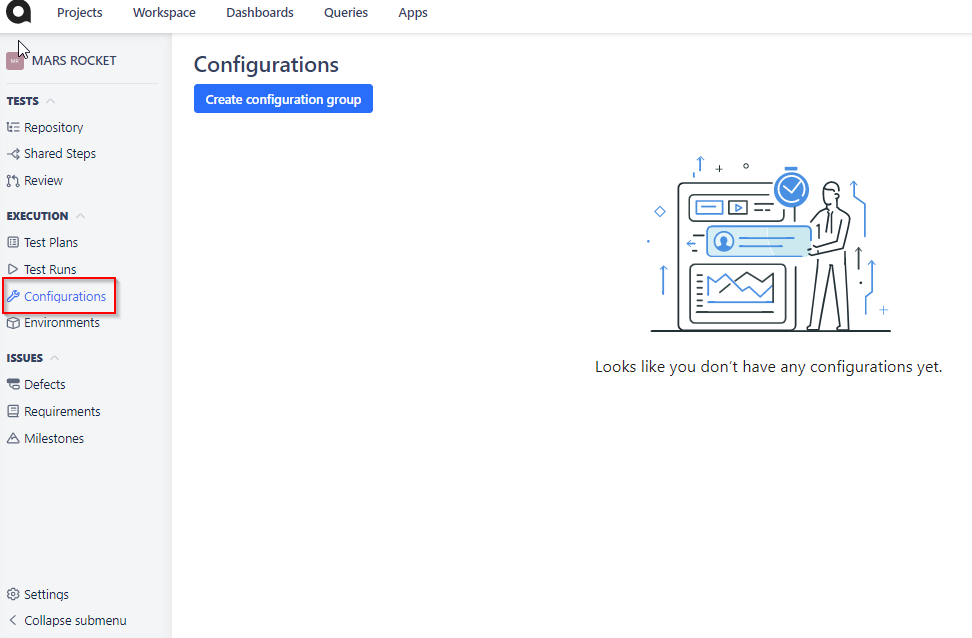 Projects Workspace Dashboards Queries Apps
MARS ROCKET
TESTS
Repository
Shared Steps
Review
EXECUTION
Test Plans
Test Runs
Configurations
Environments
ISSUES
Defects
Requirements
Milestones
Settings
Collapse submenu
Configurations
Create configuration group
Looks like you don't have any configurations yet.